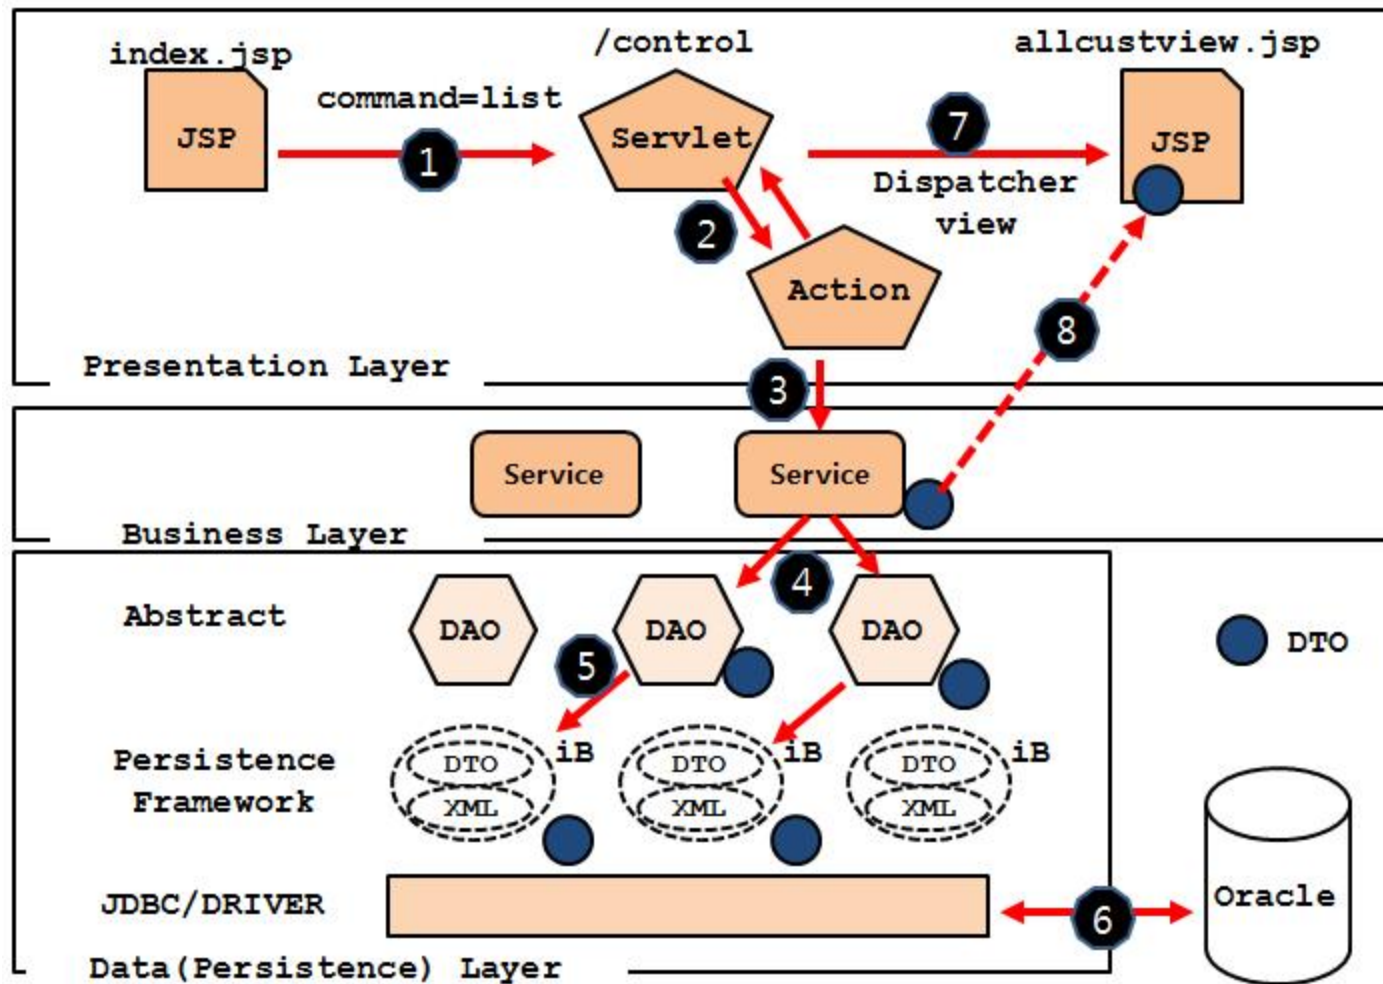 index.jsp
/control
allcustview.jsp
command=list
JSP
1
Servlet
7
JSP
Dispatcher
view
2
Action
8
Presentation Layer
3
Service
Service
Business Layer
4
Abstract
DAO
DAO
DAO
DTO
5
Persistence
Framework
DTO
XML
iB
DTO
XML
iB
DTO
XML
iB
JDBC/DRIVER
6
Oracle
Data(Persistence) Layer